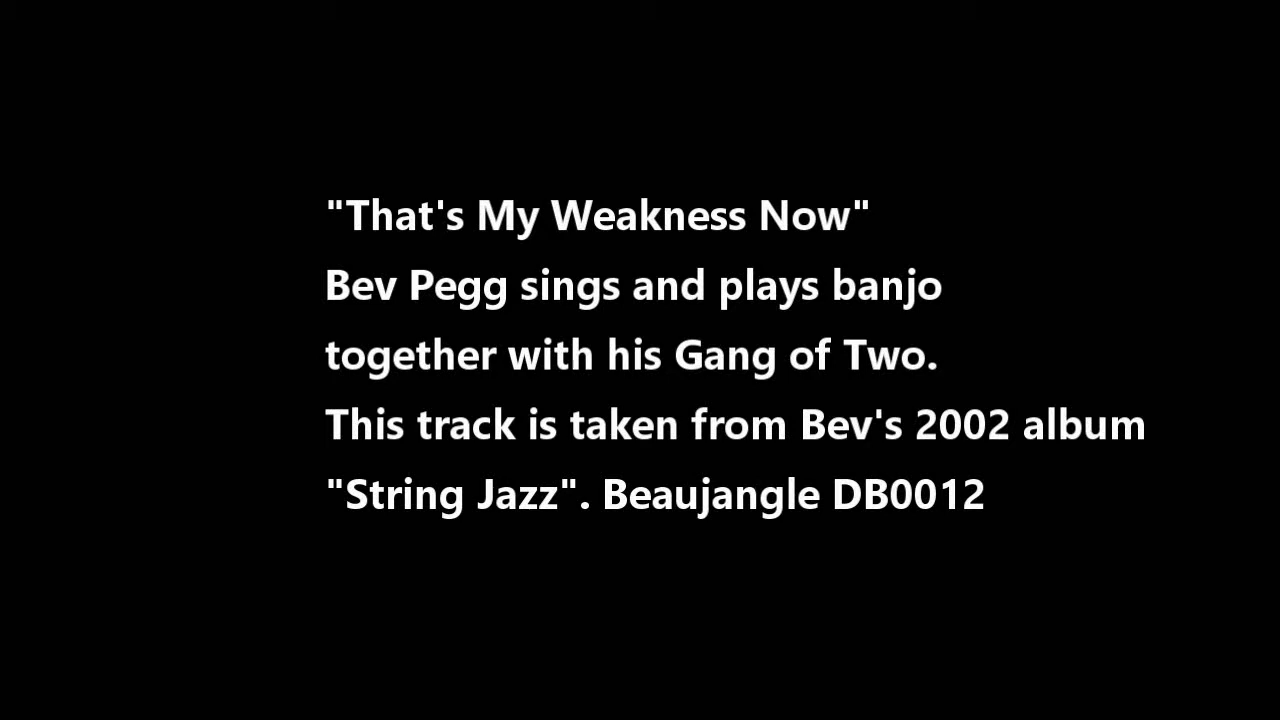 "That's My Weakness Now"
Bev Pegg sings and plays banjo
together with his Gang of Two.
This track is taken from Bev's 2002 album
"String Jazz". Beaujangle DB0012